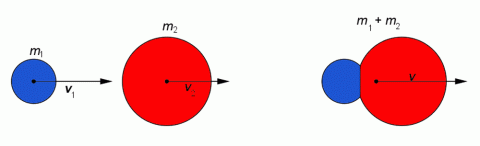 m₁
v₁
m₂
v₂
m₁ + m₂
v